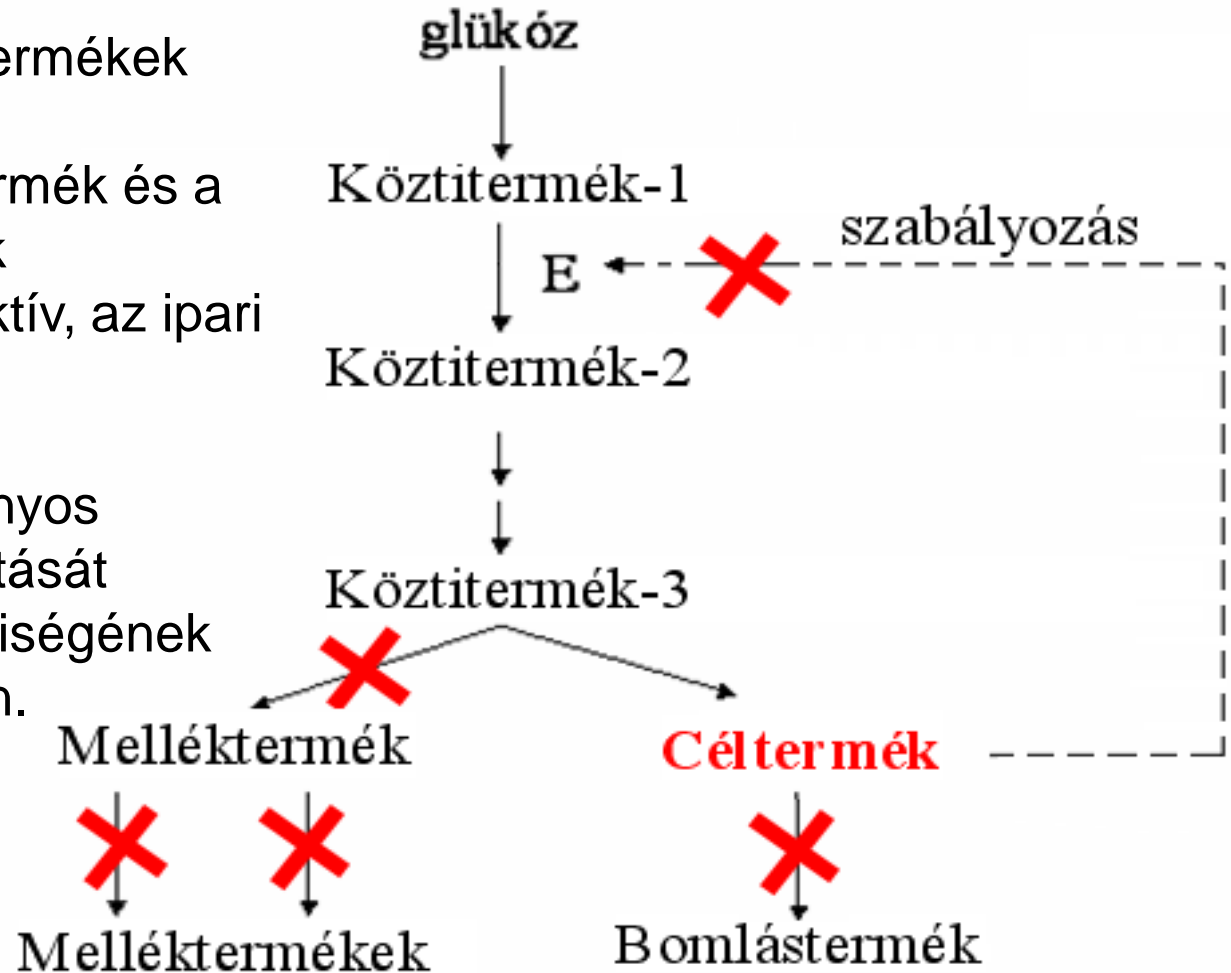 ermékek
rmék és a
k
ktív, az ipari
nyos
tását
iségének
n.
glükóz
Köztitermék-1
szabályozás
E
Köztitermék-2
Köztitermék-3
Melléktermék
Céltermék
Melléktermékek
Bomlástermék